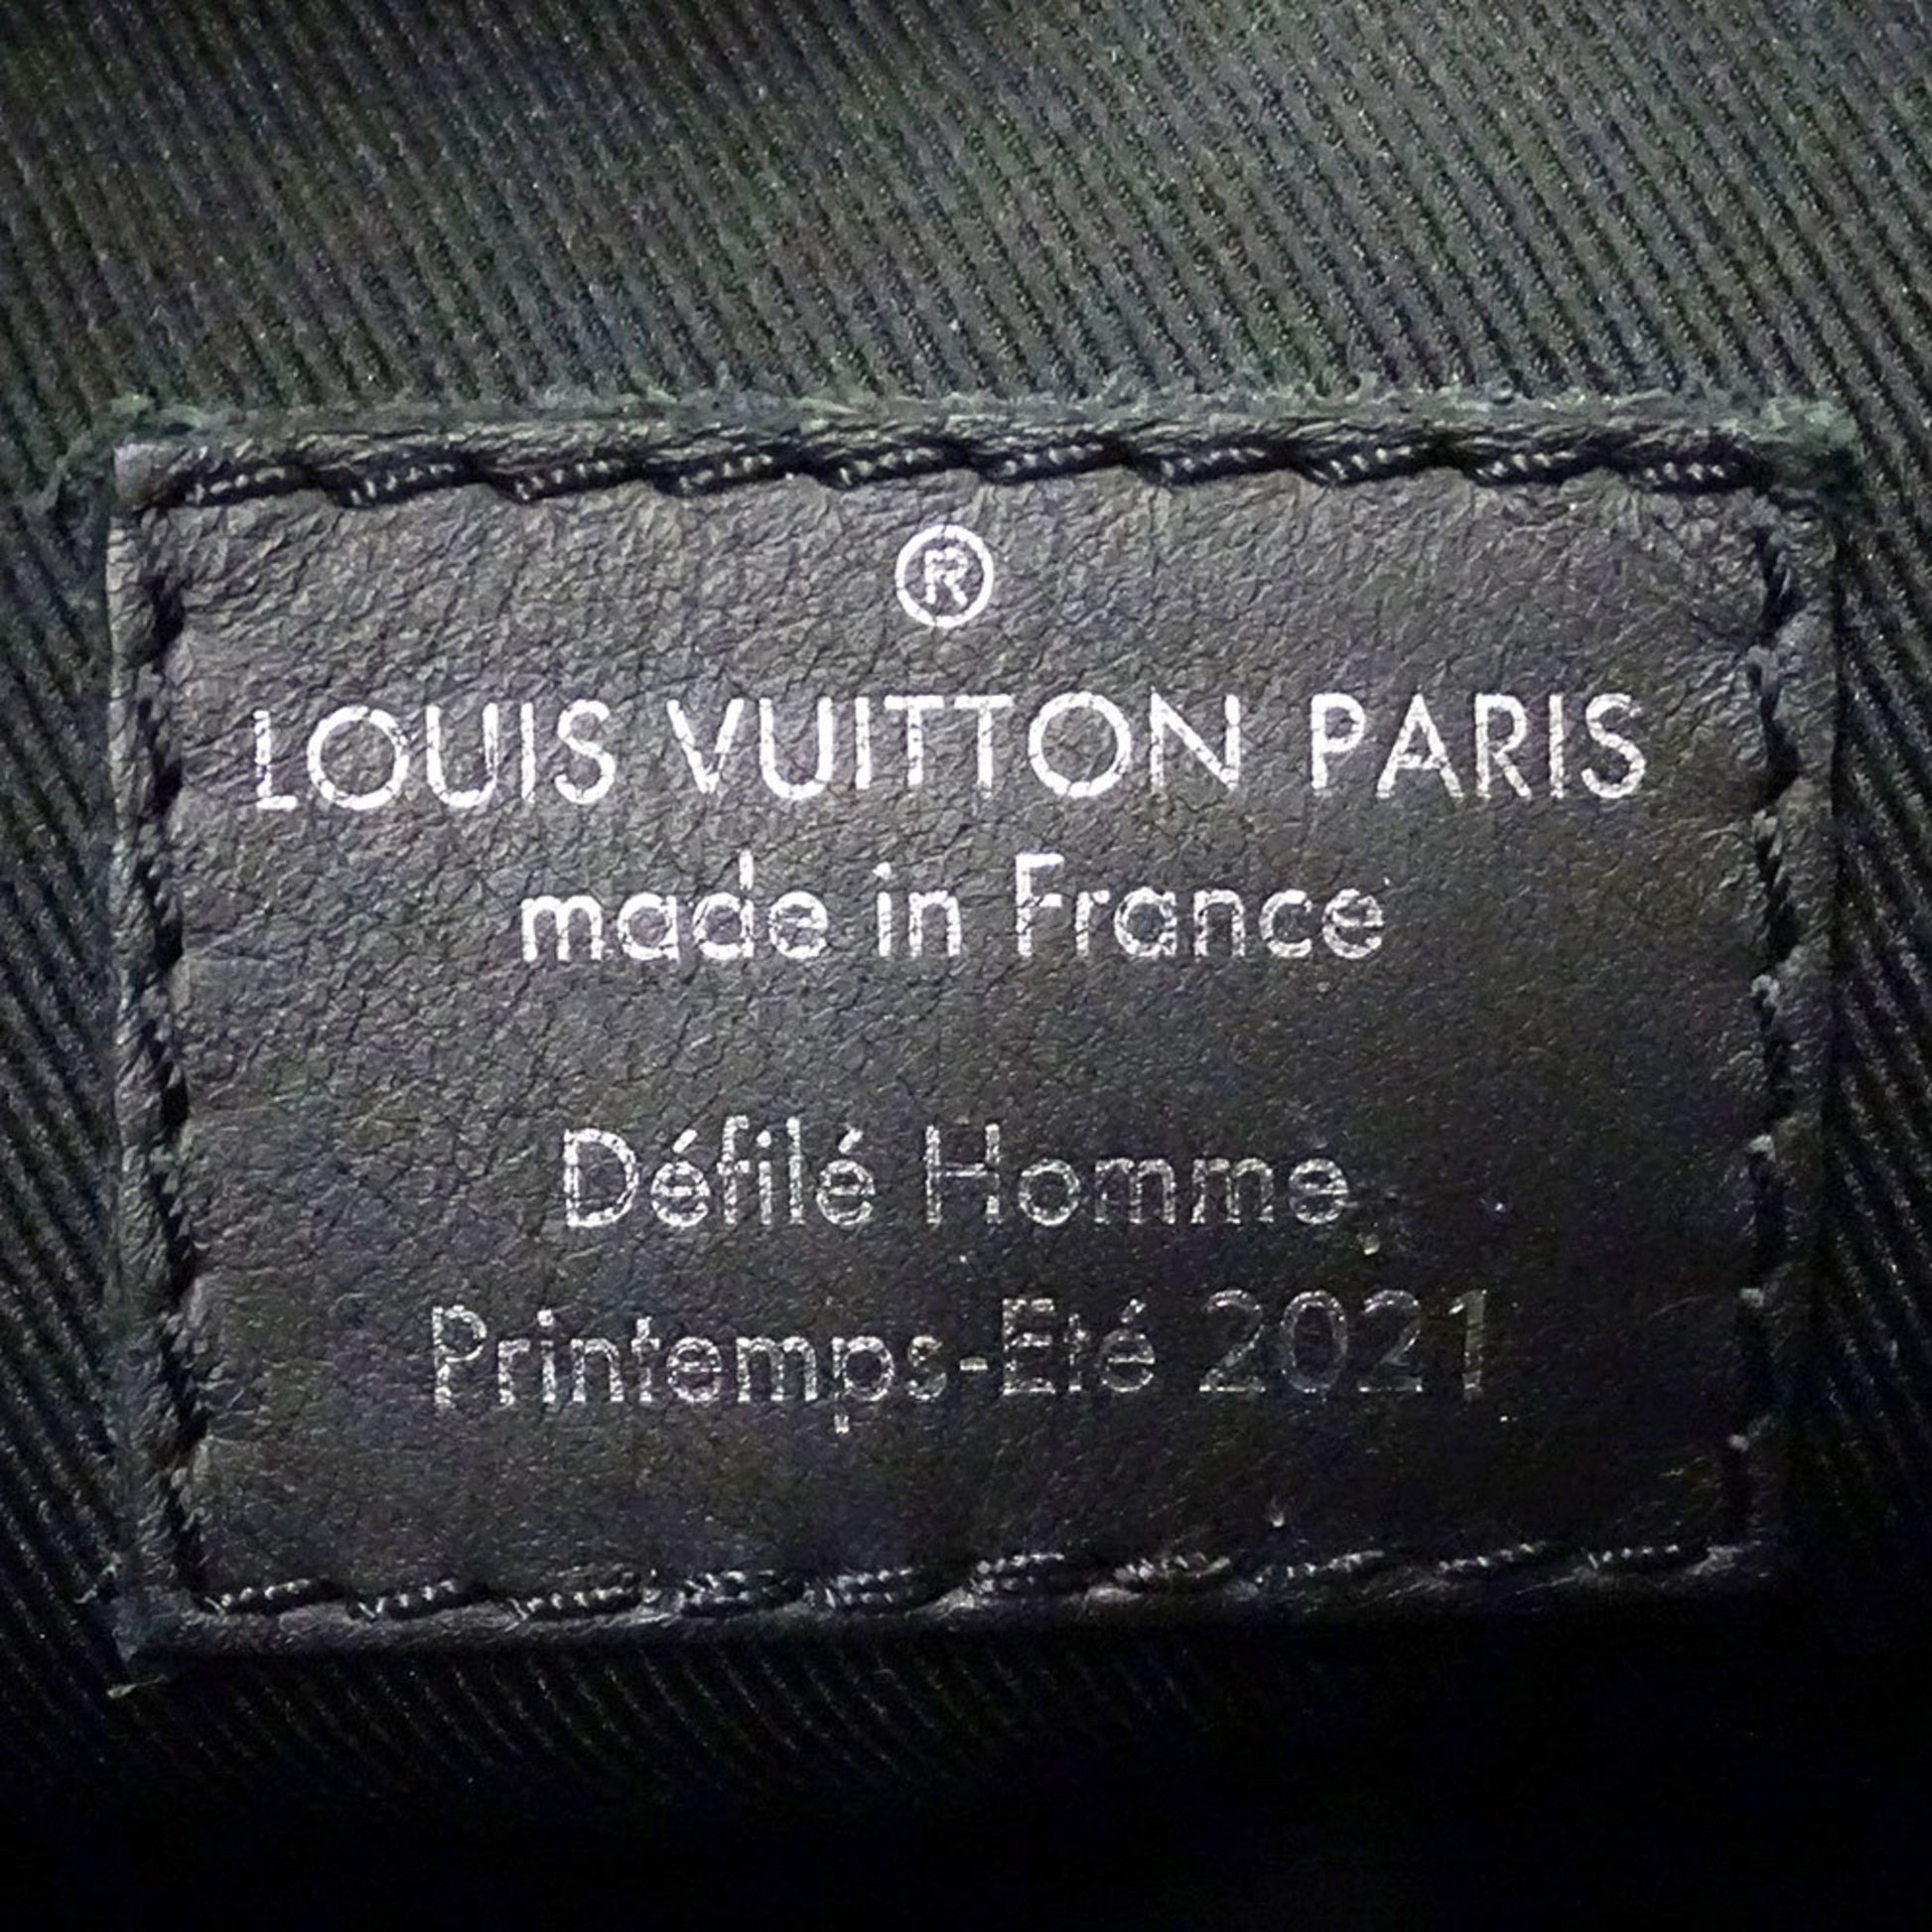 ®
LOUIS VUITTON PARIS
made in France
Défilé Homme
Printemps-Eté 2021